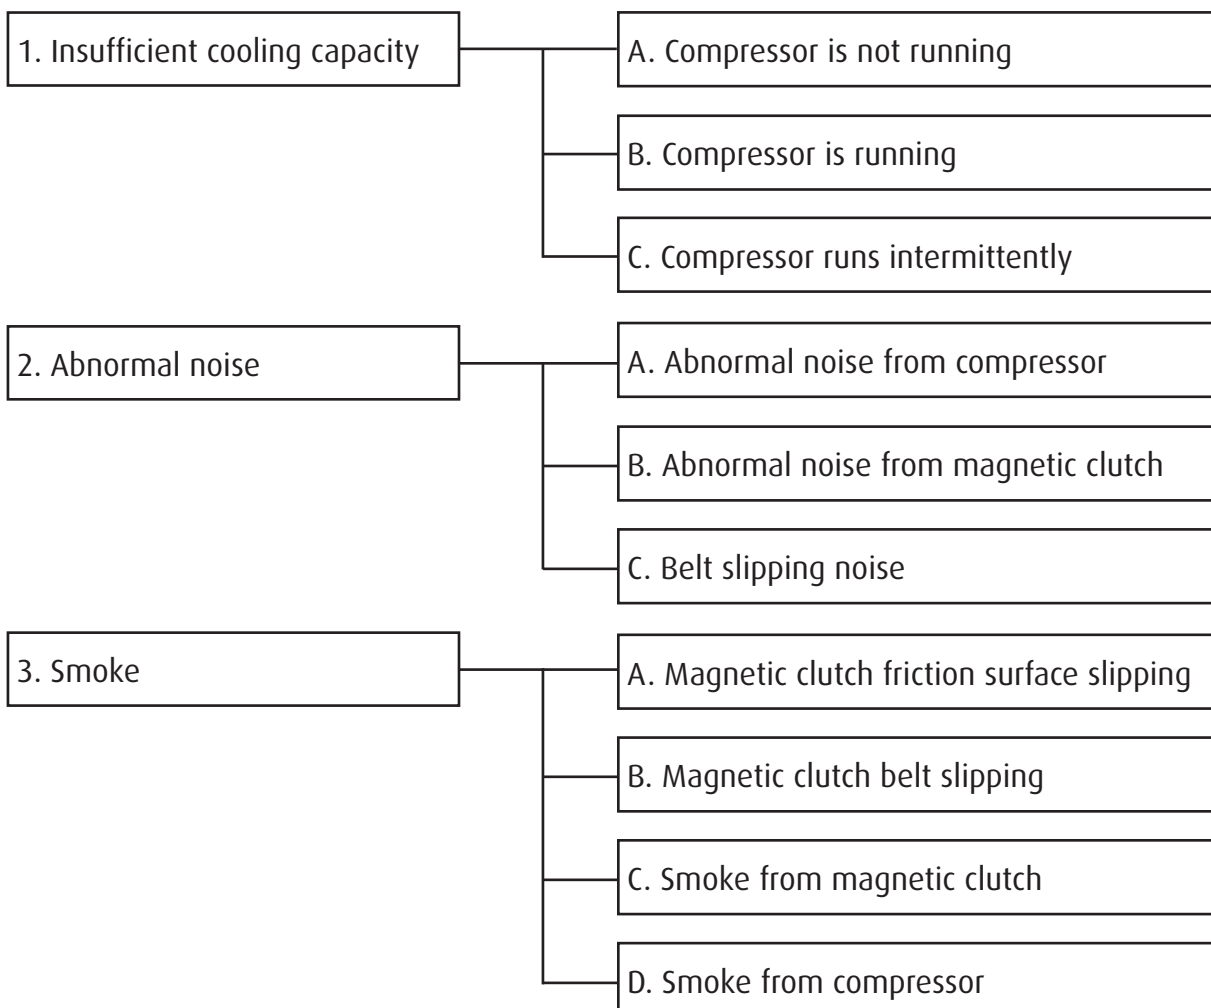 1. Insufficient cooling capacity
A. Compressor is not running
B. Compressor is running
C. Compressor runs intermittently
2. Abnormal noise
A. Abnormal noise from compressor
B. Abnormal noise from magnetic clutch
C. Belt slipping noise
3. Smoke
A. Magnetic clutch friction surface slipping
B. Magnetic clutch belt slipping
C. Smoke from magnetic clutch
D. Smoke from compressor